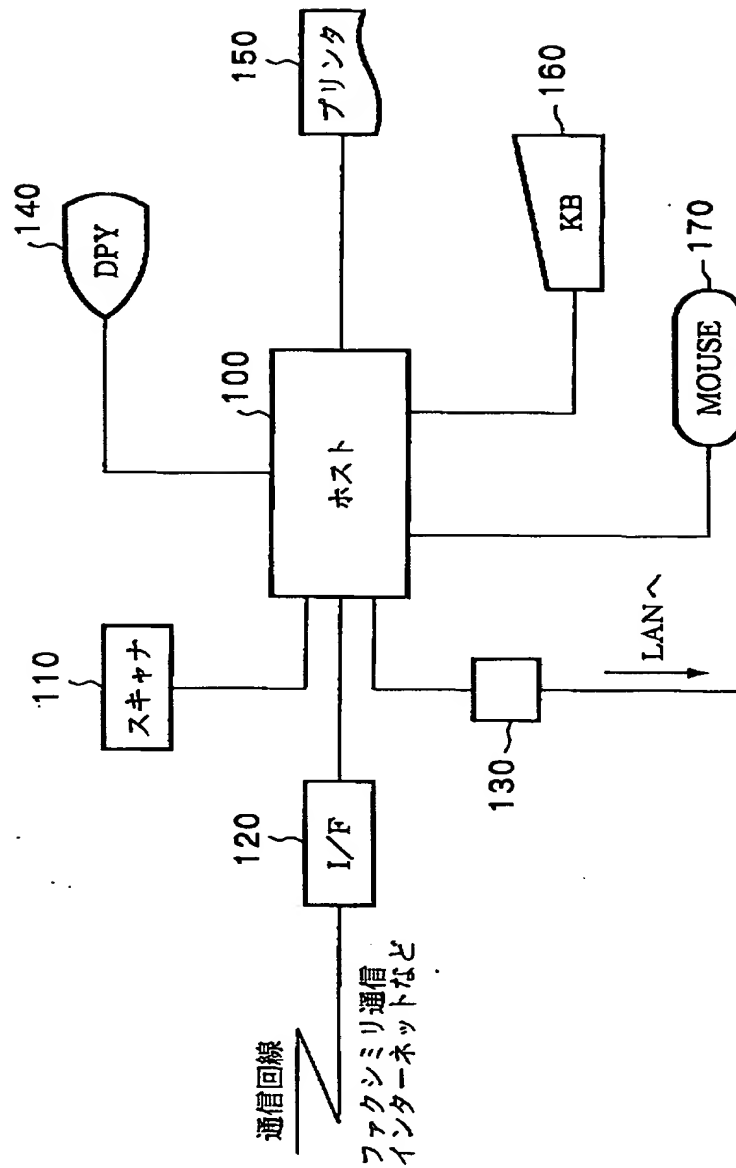 140
DPY
150
プリンタ
100
ホスト
160
KB
170
MOUSE
110
スキャナ
120
I/F
130
LANへ
通信回線
ファクシミリ通信
インターネットなど